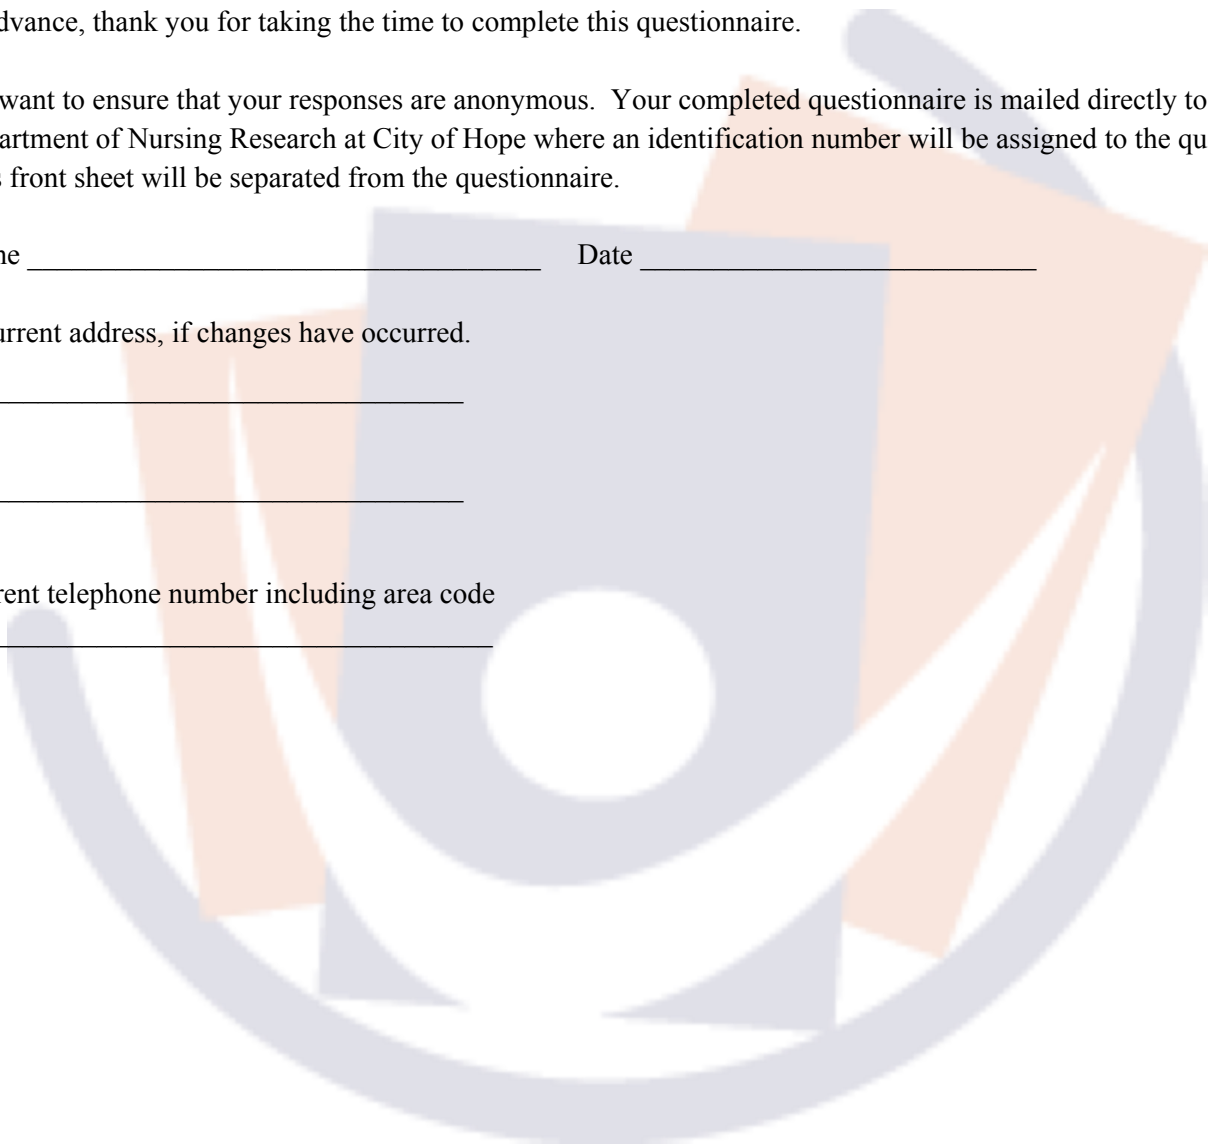 dvance, thank you for taking the time to complete this questionnaire.
want to ensure that your responses are anonymous.  Your completed questionnaire is mailed directly to
artment of Nursing Research at City of Hope where an identification number will be assigned to the qu
s front sheet will be separated from the questionnaire.
ne ___________________________________ Date ___________________________
urrent address, if changes have occurred.
________________________________
________________________________
rent telephone number including area code
__________________________________